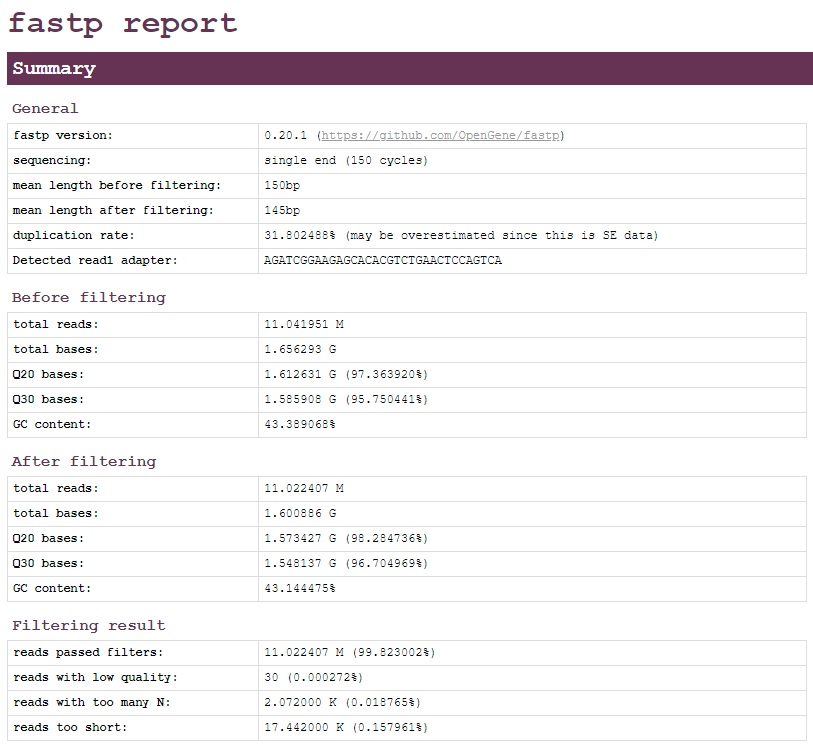 fastp report
Summary
General
fastp version: 0.20.1 (https://github.com/OpenGene/fastp)
sequencing: single end (150 cycles)
mean length before filtering: 150bp
mean length after filtering: 145bp
duplication rate: 31.802488% (may be overestimated since this is SE data)
Detected read1 adapter: AGATCGGAAGAGCACACGTCTGAACTCCAGTCA
Before filtering
total reads: 11.041951 M
total bases: 1.656293 G
Q20 bases: 1.612631 G (97.363920%)
Q30 bases: 1.585908 G (95.750441%)
GC content: 43.389068%
After filtering
total reads: 11.022407 M
total bases: 1.600886 G
Q20 bases: 1.573427 G (98.284736%)
Q30 bases: 1.548137 G (96.704969%)
GC content: 43.144475%
Filtering result
reads passed filters: 11.022407 M (99.823002%)
reads with low quality: 30 (0.000272%)
reads with too many N: 2.072000 K (0.018765%)
reads too short: 17.442000 K (0.157961%)